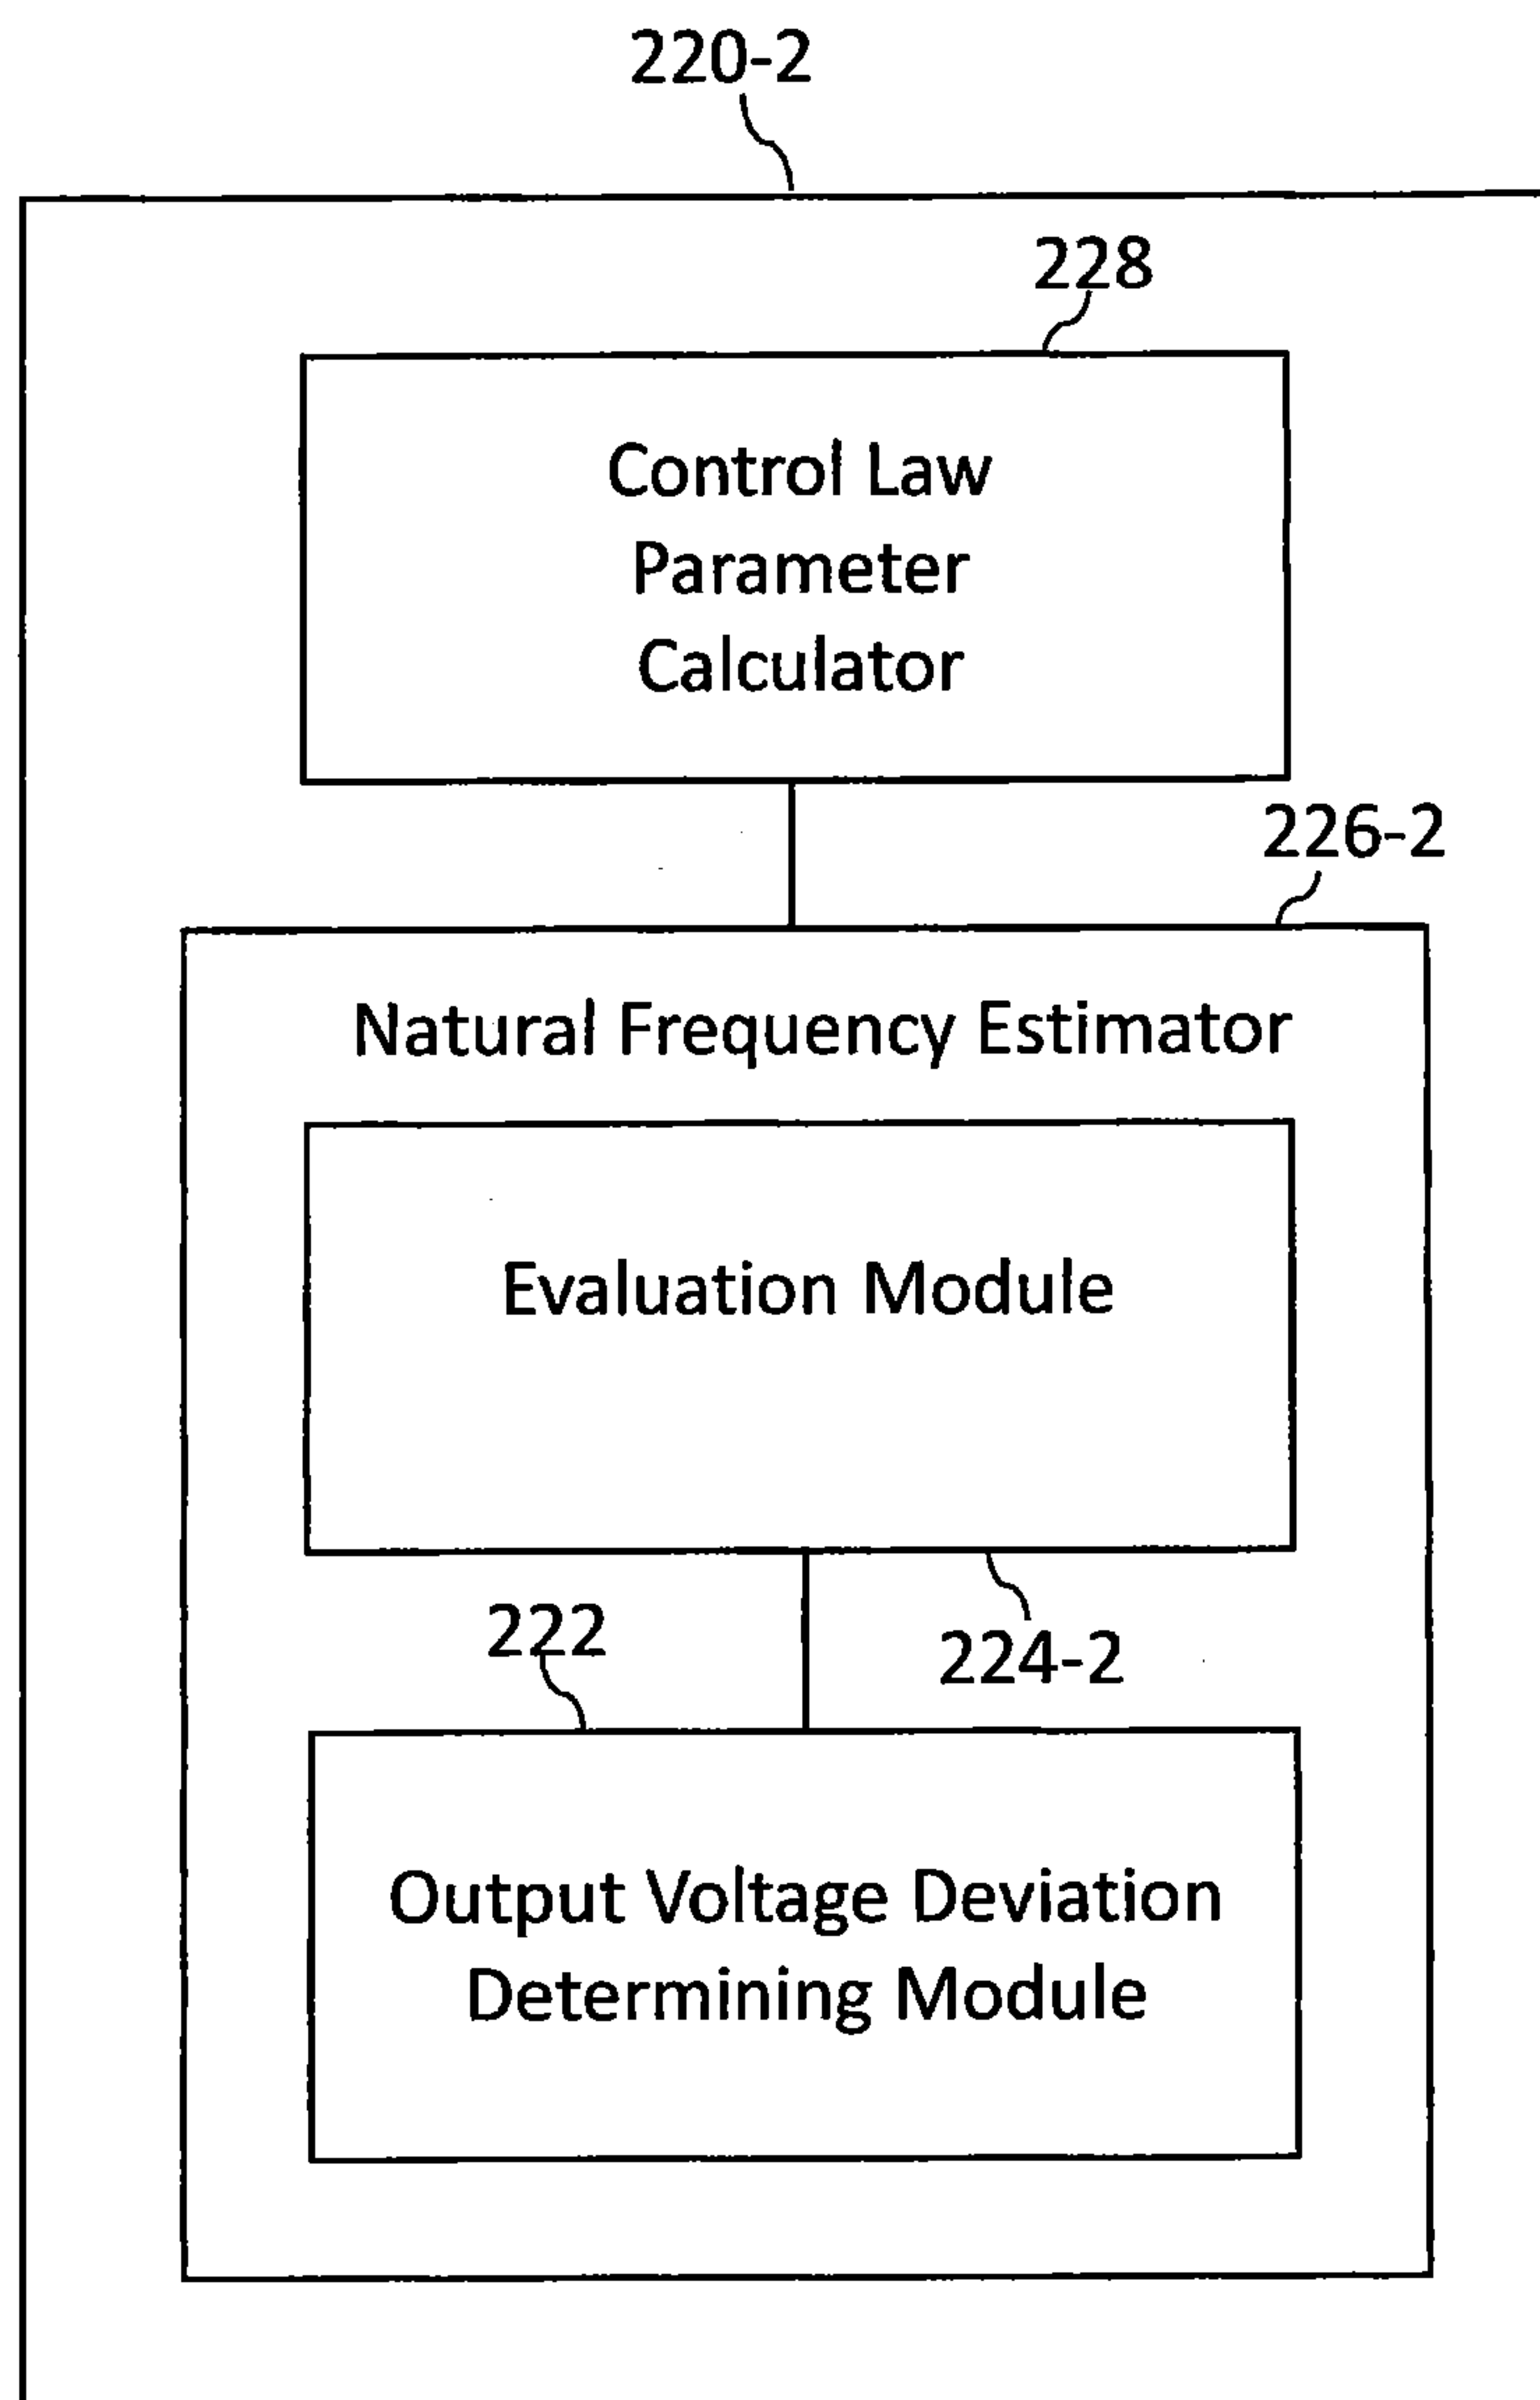 220-2
228
Control Law
Parameter
Calculator
226-2
Natural Frequency Estimator
Evaluation Module
222
224-2
Output Voltage Deviation
Determining Module